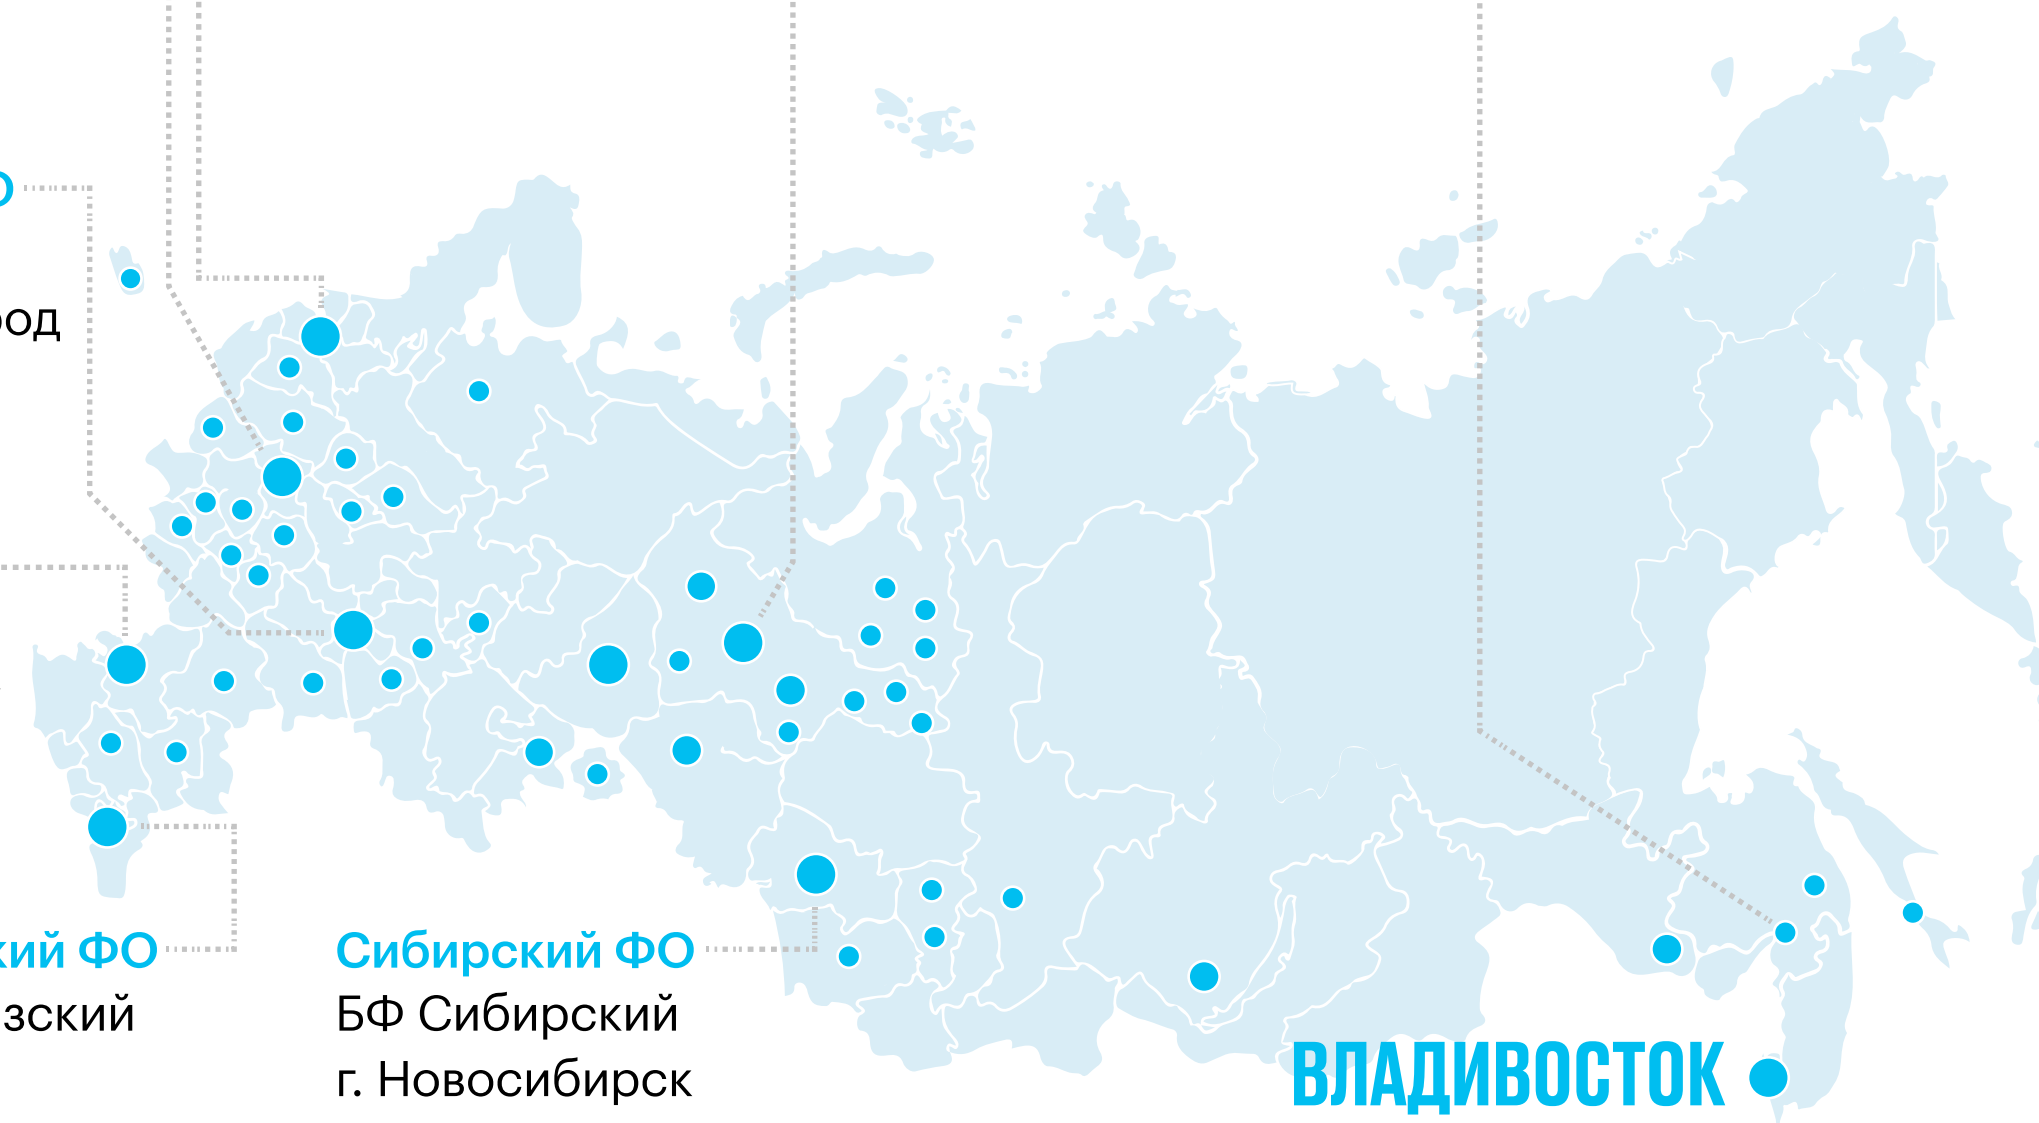 О
од
кий ФО
зский
Сибирский ФО
БФ Сибирский
г. Новосибирск
ВЛАДИВОСТОК